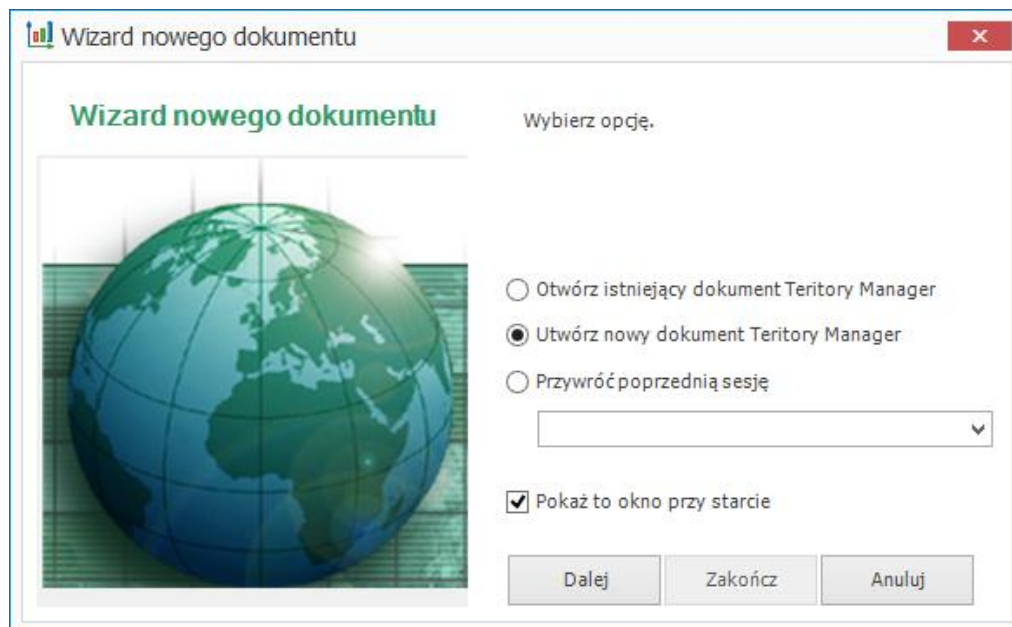 Wizard nowego dokumentu
Wizard nowego dokumentu
Wybierz opcję.
Otwórz istniejący dokument Teritory Manager
Utwórz nowy dokument Teritory Manager
Przywróć poprzednią sesję
Pokaż to okno przy starcie
Dalej
Zakończ
Anuluj